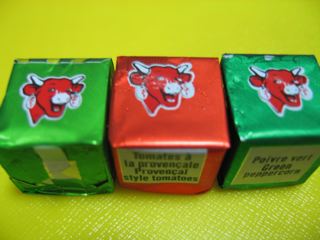 Tomates à
la provençale
Provençal
style tomatoes
Poivre vert
Green
peppercorn